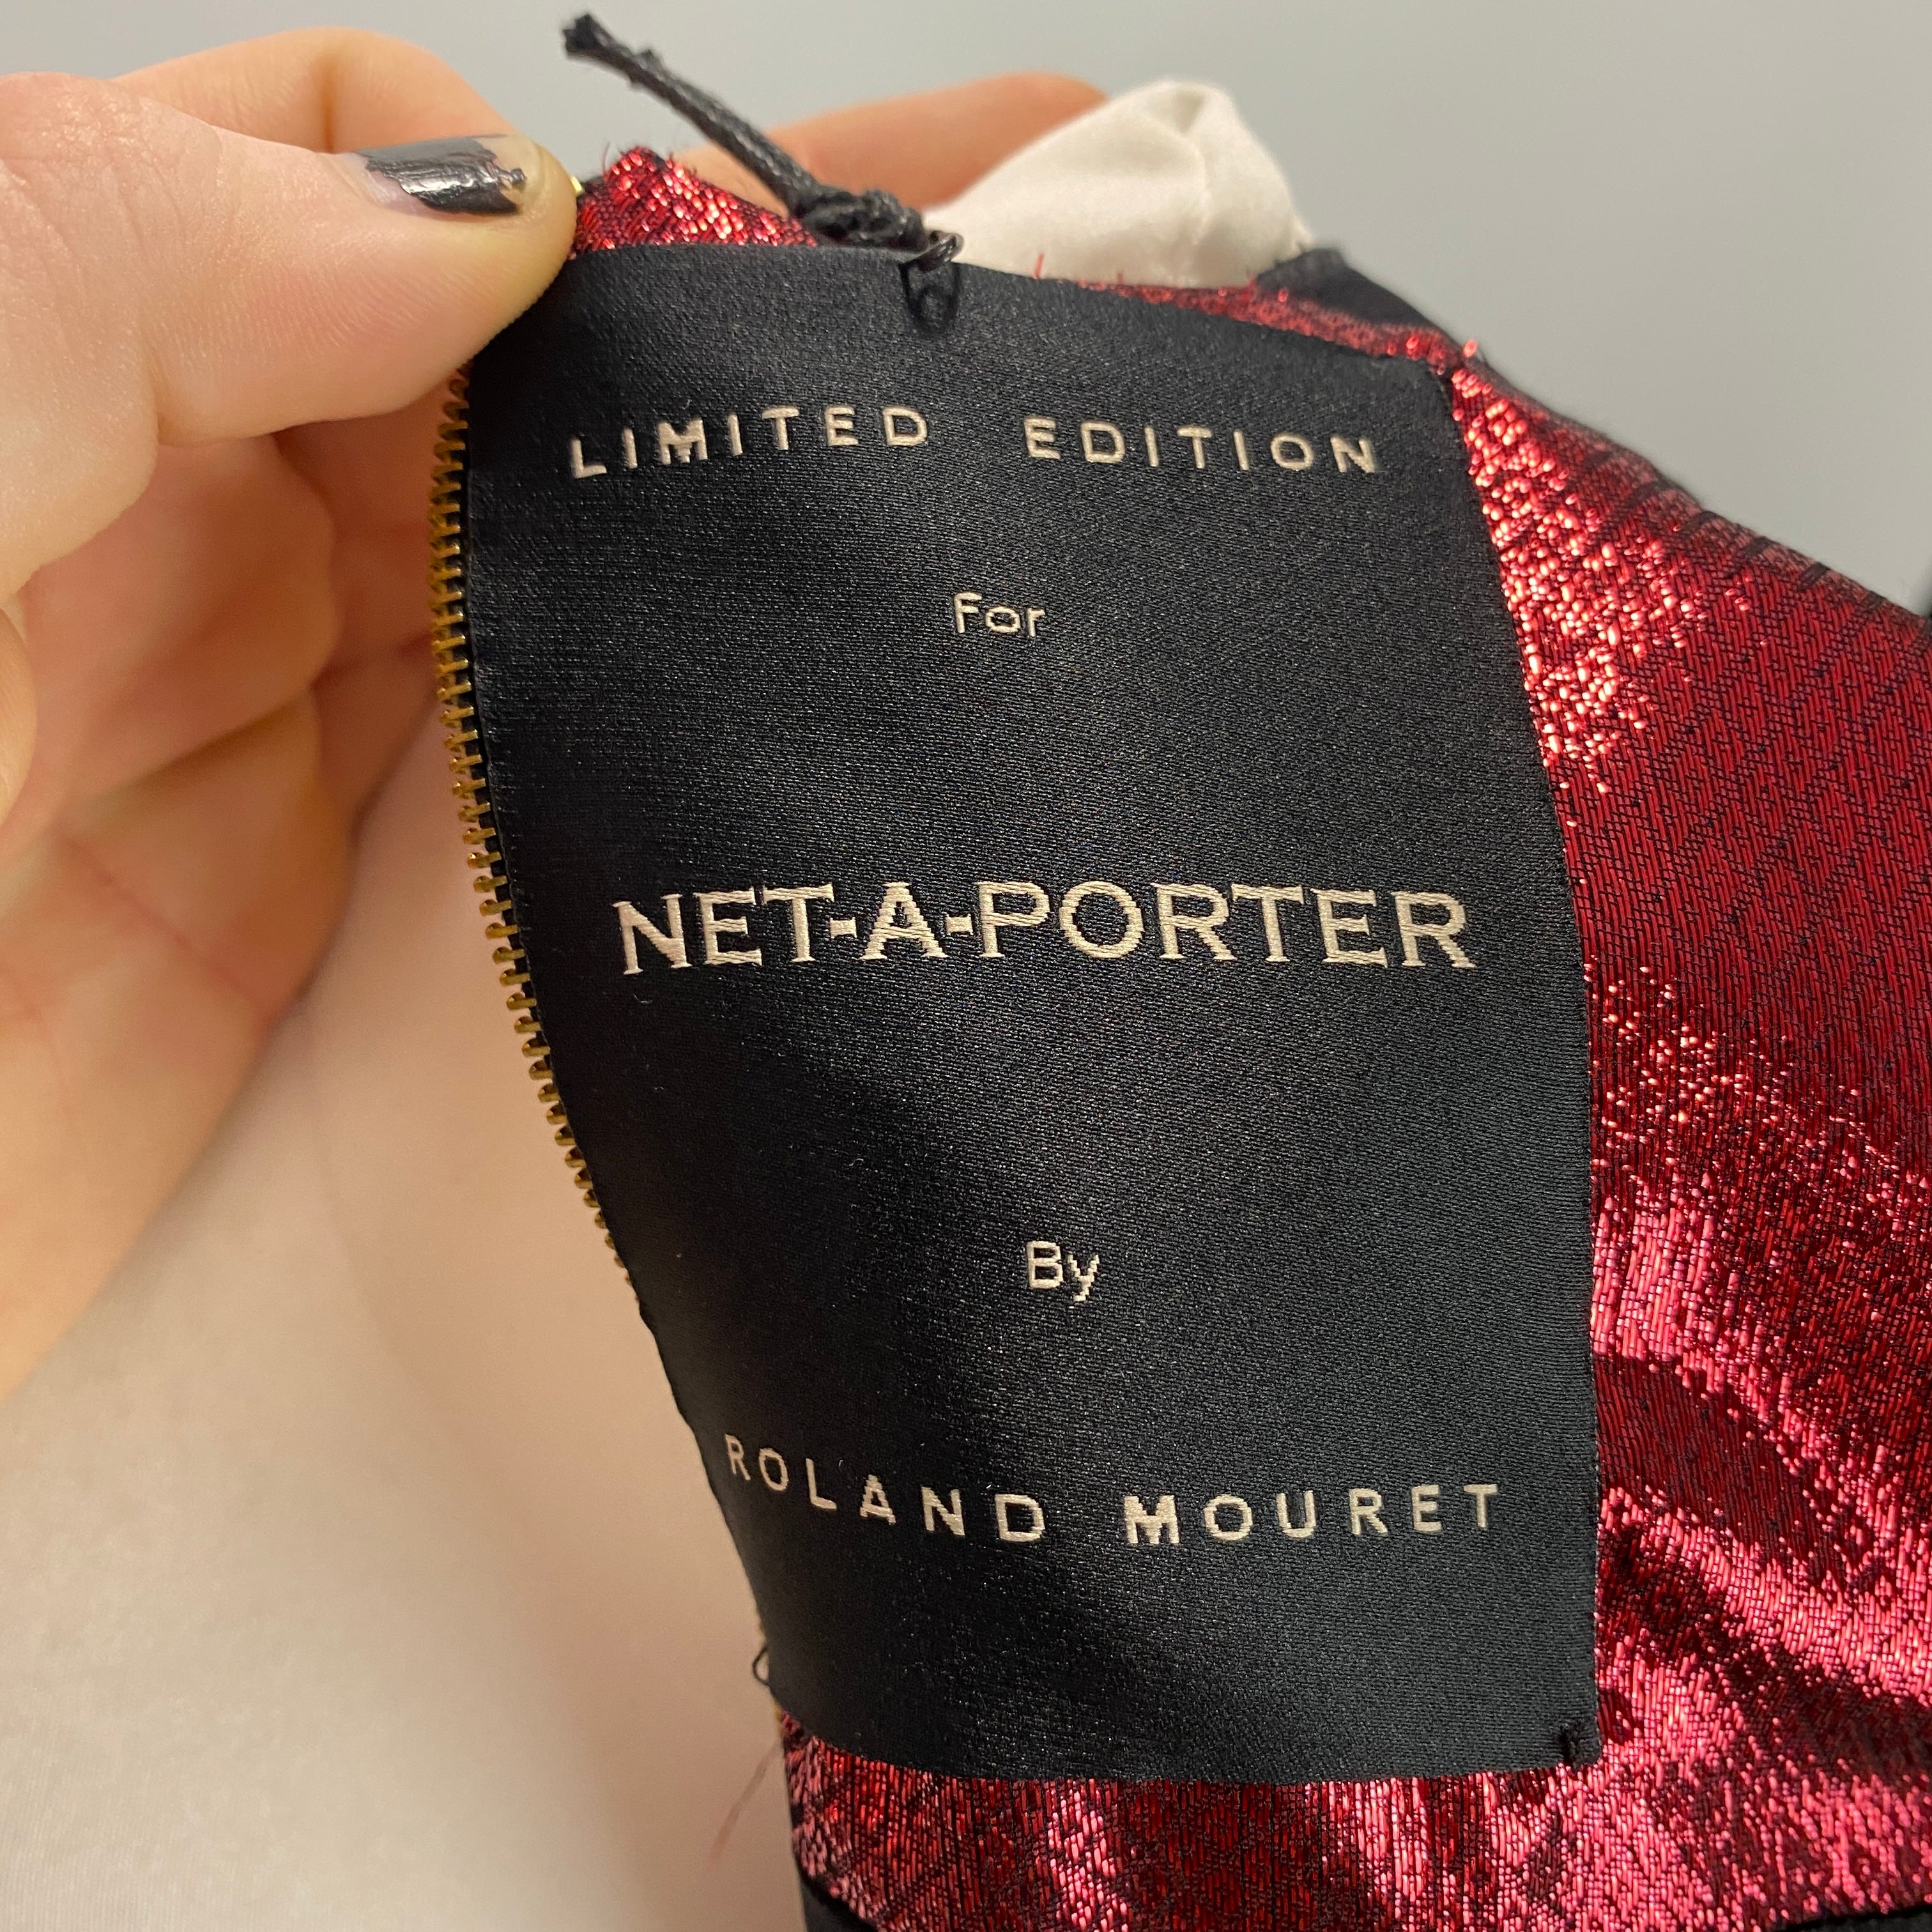 LIMITED EDITION
For
NET-A-PORTER
By
ROLAND MOURET